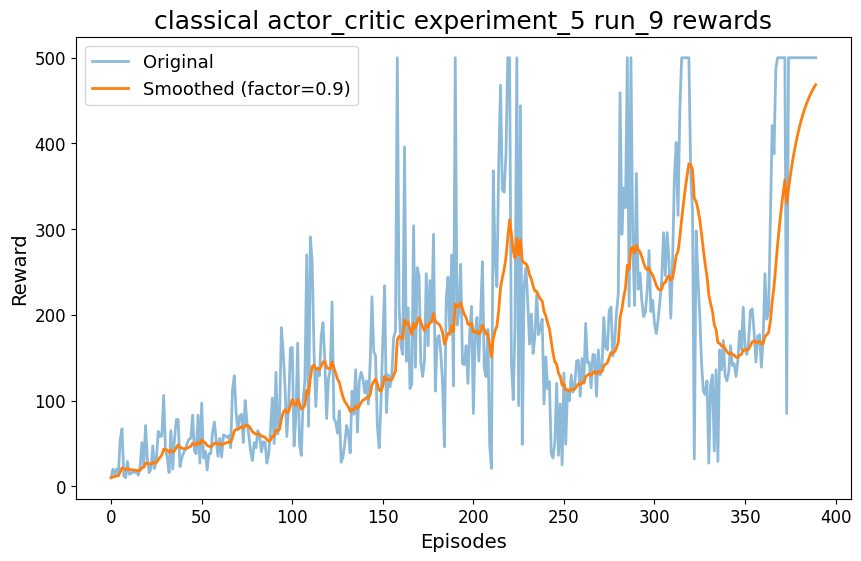 classical actor_critic experiment_5 run_9 rewards
Original
Smoothed (factor=0.9)
Reward
500
400
300
200
100
0
0 50 100 150 200 250 300 350 400
Episodes